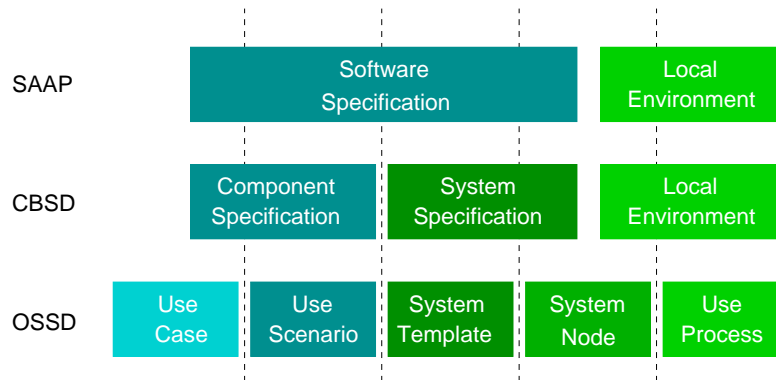 SAAP
Software
Specification
Local
Environment
CBSD
Component
Specification
System
Specification
Local
Environment
OSSD
Use
Case
Use
Scenario
System
Template
System
Node
Use
Process